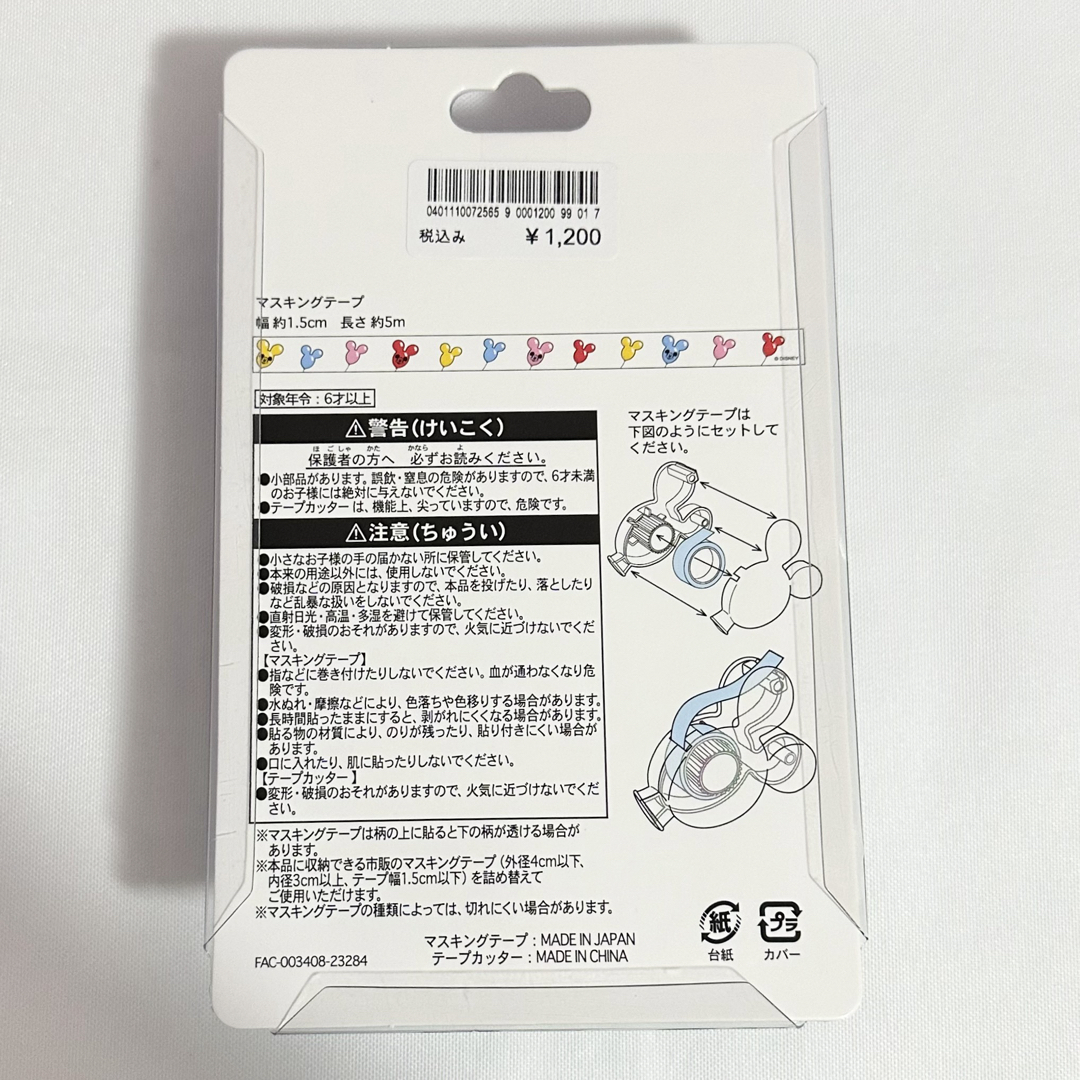 0401110072565 9 0001200 99 01 7
税込み ¥1,200
マスキングテープ
幅 約1.5cm 長さ 約5m
© DISNEY
対象年令：6才以上
⚠警告(けいこく)
保護者の方へ 必ずお読みください。
●小部品があります。誤飲・窒息の危険がありますので、6才未満
のお子様には絶対に与えないでください。
●テープカッター は、機能上、尖っていますので、危険です。
⚠注意(ちゅうい)
●小さなお子様の手の届かない所に保管してください。
●本来の用途以外には、使用しないでください。
●破損などの原因となりますので、本品を投げたり、落としたり
など乱暴な扱いをしないでください。
●直射日光・高温・多湿を避けて保管してください。
●変形・破損のおそれがありますので、火気に近づけないでくだ
さい。
【マスキングテープ】
●指などに巻き付けたりしないでください。血が通わなくなり危
険です。
●水ぬれ・摩擦などにより、色落ちや色移りする場合があります。
●長時間貼ったままにすると、剥がれにくくなる場合があります。
●貼る物の材質により、のりが残ったり、貼り付きにくい場合が
あります。
●口に入れたり、肌に貼ったりしないでください。
【テープカッター 】
●変形・破損のおそれがありますので、火気に近づけないでくだ
さい。
※マスキングテープは柄の上に貼ると下の柄が透ける場合が
あります。
※本品に収納できる市販のマスキングテープ（外径4cm以下、
内径3cm以上、テープ幅1.5cm以下）を詰め替えて
ご使用いただけます。
※マスキングテープの種類によっては、切れにくい場合があります。
マスキングテープは
下図のようにセットして
ください。
マスキングテープ：MADE IN JAPAN
テープカッター：MADE IN CHINA
FAC-003408-23284
紙
台紙
プラ
カバー